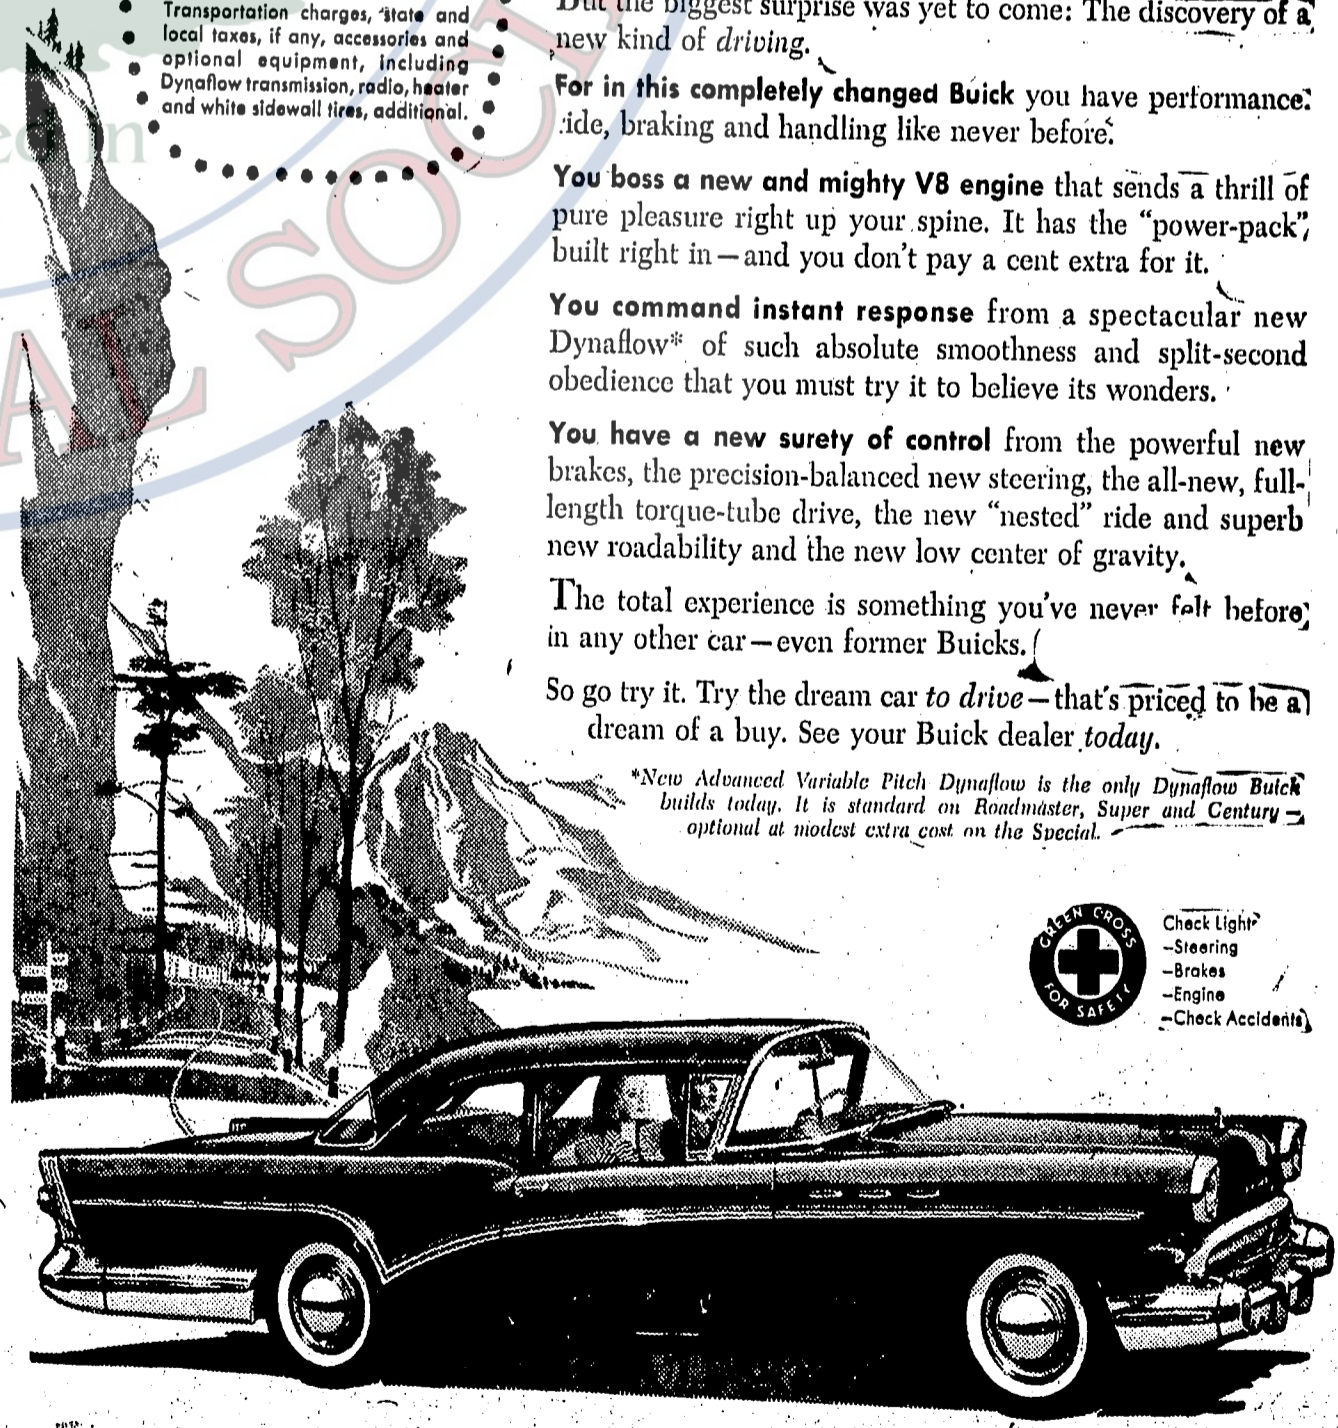 Transportation charges, state and
local taxes, if any, accessories and
optional equipment, including
Dynaflow transmission, radio, heater
and white sidewall tires, additional.
But the biggest surprise was yet to come: The discovery of a
new kind of driving.
For in this completely changed Buick you have performance,
ride, braking and handling like never before.
You boss a new and mighty V8 engine that sends a thrill of
pure pleasure right up your spine. It has the “power-pack”
built right in—and you don't pay a cent extra for it.
You command instant response from a spectacular new
Dynaflow* of such absolute smoothness and split-second
obedience that you must try it to believe its wonders.
You have a new surety of control from the powerful new
brakes, the precision-balanced new steering, the all-new, full-
length torque-tube drive, the new “nested” ride and superb
new roadability and the new low center of gravity.
The total experience is something you've never felt before
in any other car—even former Buicks.
So go try it. Try the dream car to drive—that's priced to be a
dream of a buy. See your Buick dealer today.
*New Advanced Variable Pitch Dynaflow is the only Dynaflow Buick
builds today. It is standard on Roadmaster, Super and Century—
optional at modest extra cost on the Special.
GREEN CROSS
FOR SAFETY
Check Lights
-Steering
-Brakes
-Engine
-Check Accidents
AL SOCI
ed in